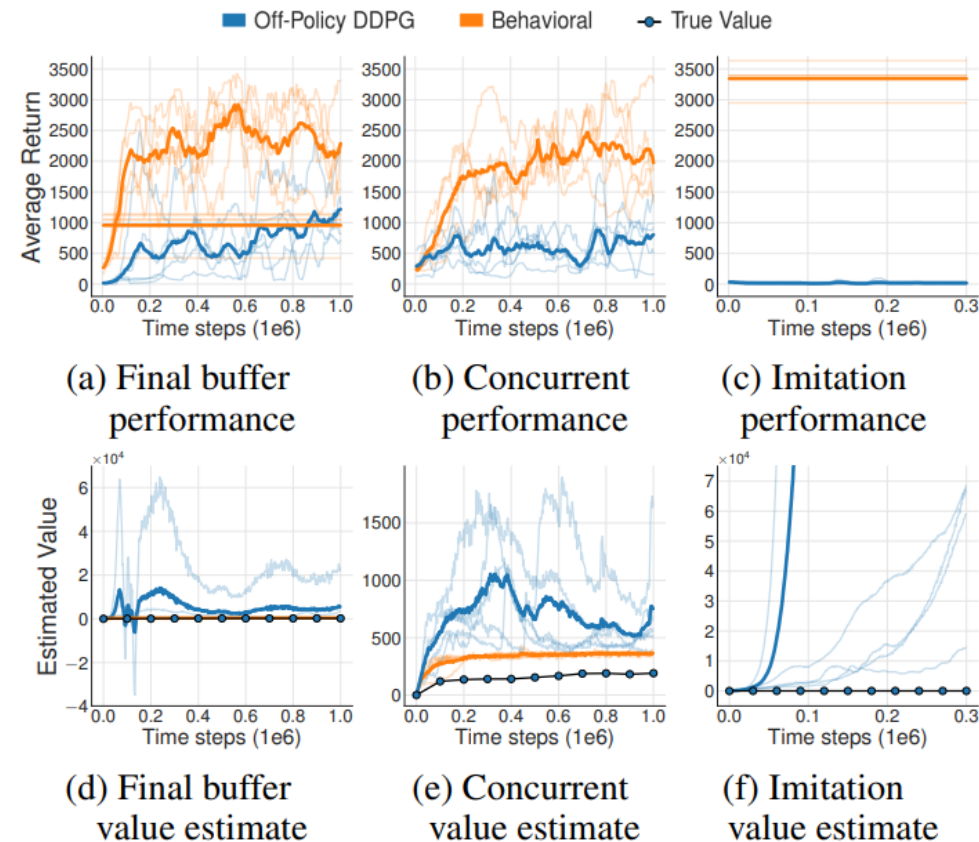 Off-Policy DDPG Behavioral True Value
Average Return
3500
3000
2500
2000
1500
1000
500
0
0.0 0.2 0.4 0.6 0.8 1.0
Time steps (1e6)
3500
3000
2500
2000
1500
1000
500
0
0.0 0.2 0.4 0.6 0.8 1.0
Time steps (1e6)
3500
3000
2500
2000
1500
1000
500
0
0.0 0.1 0.2 0.3
Time steps (1e6)
(a) Final buffer
performance
(b) Concurrent
performance
(c) Imitation
performance
Estimated Value
×10⁴
6
4
2
0
−2
−4
0.0 0.2 0.4 0.6 0.8 1.0
Time steps (1e6)
1500
1000
500
0
0.0 0.2 0.4 0.6 0.8 1.0
Time steps (1e6)
×10⁴
7
6
5
4
3
2
1
0
0.0 0.1 0.2 0.3
Time steps (1e6)
(d) Final buffer
value estimate
(e) Concurrent
value estimate
(f) Imitation
value estimate